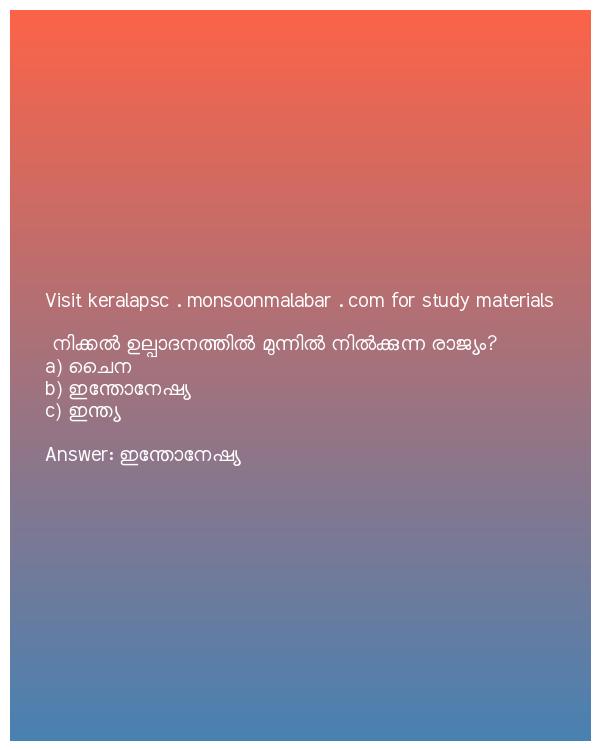 Visit keralapsc . monsoonmalabar . com for study materials
നിക്കൽ ഉല്പാദനത്തിൽ മുന്നിൽ നിൽക്കുന്ന രാജ്യം?
a) ചൈന
b) ഇന്തോനേഷ്യ
c) ഇന്ത്യ
Answer: ഇന്തോനേഷ്യ